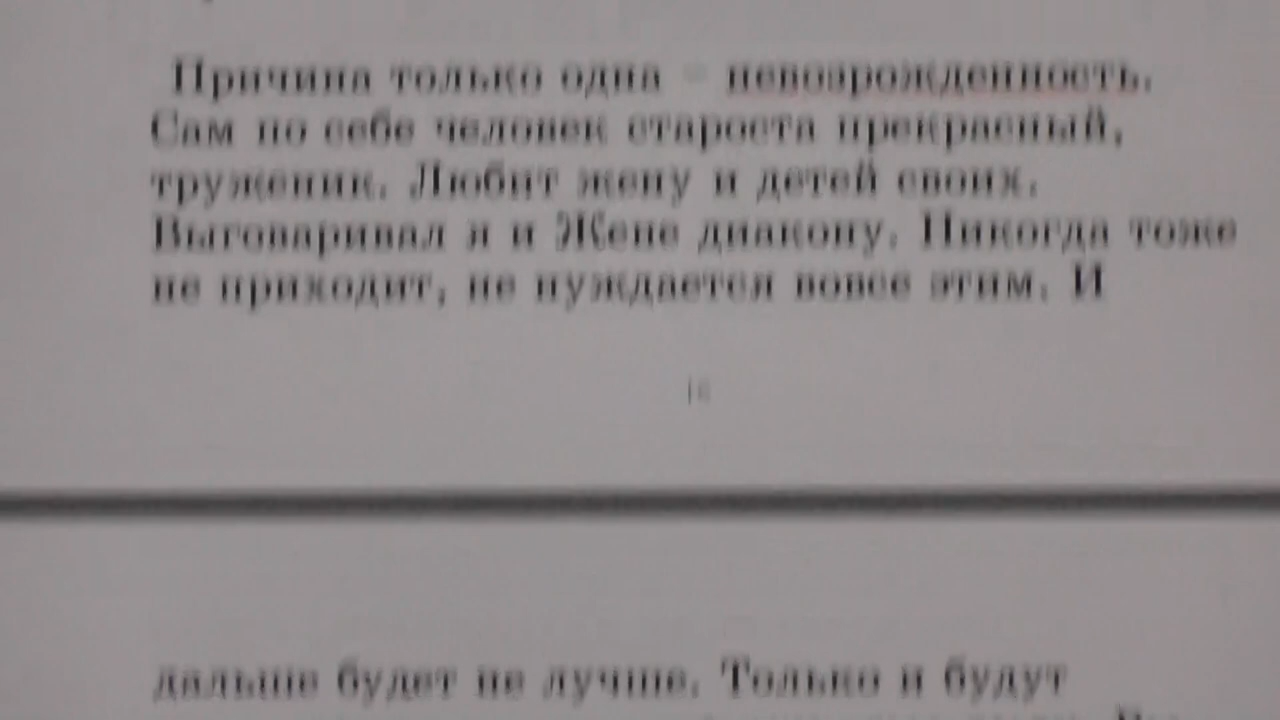 Причина только одна - невозрожденность.
Сам по себе человек староста прекрасный,
труженик. Любит жену и детей своих.
Выговаривал я и Жене диакону. Никогда тоже
не приходит, не нуждается вовсе этим. И
дальше будет не лучше. Только и будут